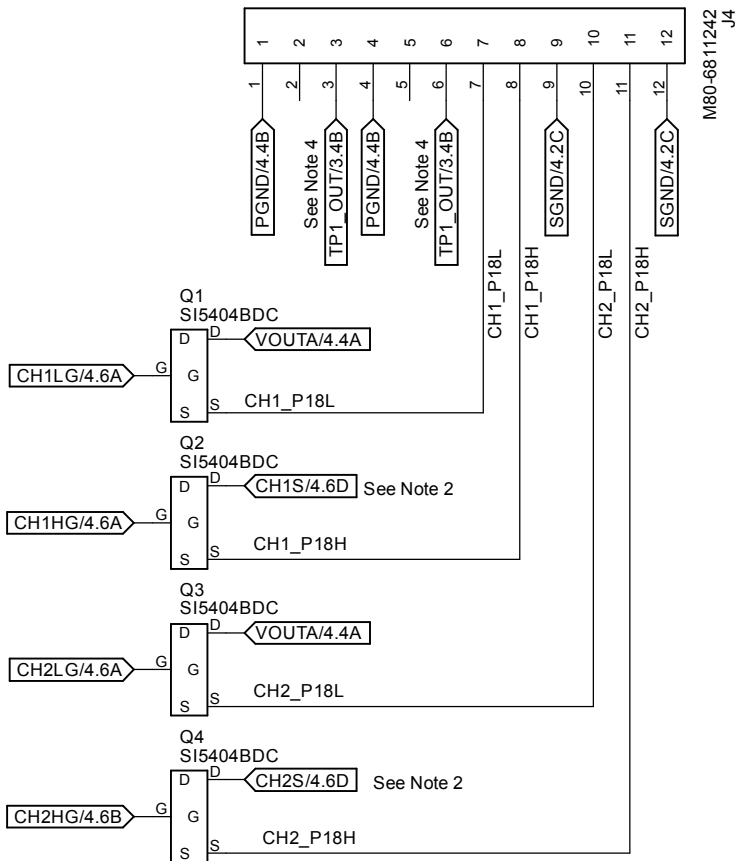 M80-6811242
J4
1 2 3 4 5 6 7 8 9 10 11 12
1 2 3 4 5 6 7 8 9 10 11 12
PGND/4.4B
See Note 4
TP1_OUT/3.4B
PGND/4.4B
See Note 4
TP1_OUT/3.4B
SGND/4.2C
SGND/4.2C
CH1_P18L
CH1_P18H
CH2_P18L
CH2_P18H
Q1
SI5404BDC
D D VOUTA/4.4A
CH1LG/4.6A G G
S S CH1_P18L
Q2
SI5404BDC
D D CH1S/4.6D See Note 2
CH1HG/4.6A G G
S S CH1_P18H
Q3
SI5404BDC
D D VOUTA/4.4A
CH2LG/4.6A G G
S S CH2_P18L
Q4
SI5404BDC
D D CH2S/4.6D See Note 2
CH2HG/4.6B G G
S S CH2_P18H